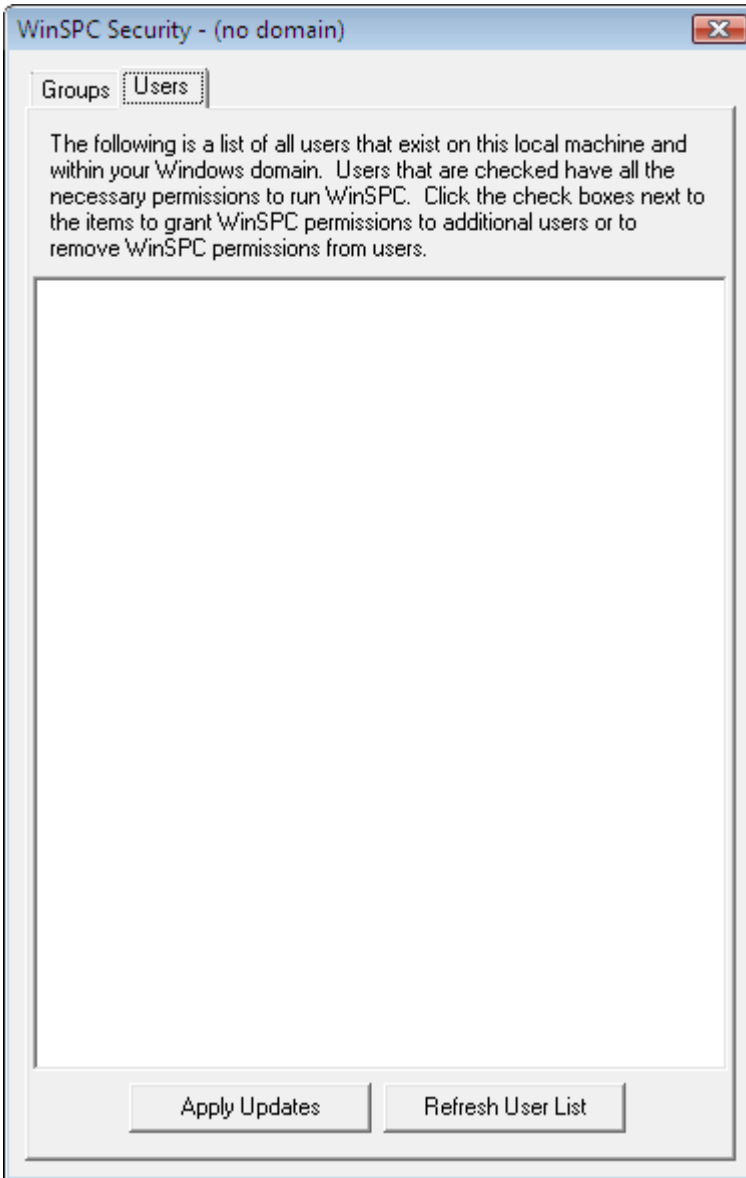 WinSPC Security - (no domain)
Groups Users
The following is a list of all users that exist on this local machine and
within your Windows domain.  Users that are checked have all the
necessary permissions to run WinSPC.  Click the check boxes next to
the items to grant WinSPC permissions to additional users or to
remove WinSPC permissions from users.
Apply Updates Refresh User List